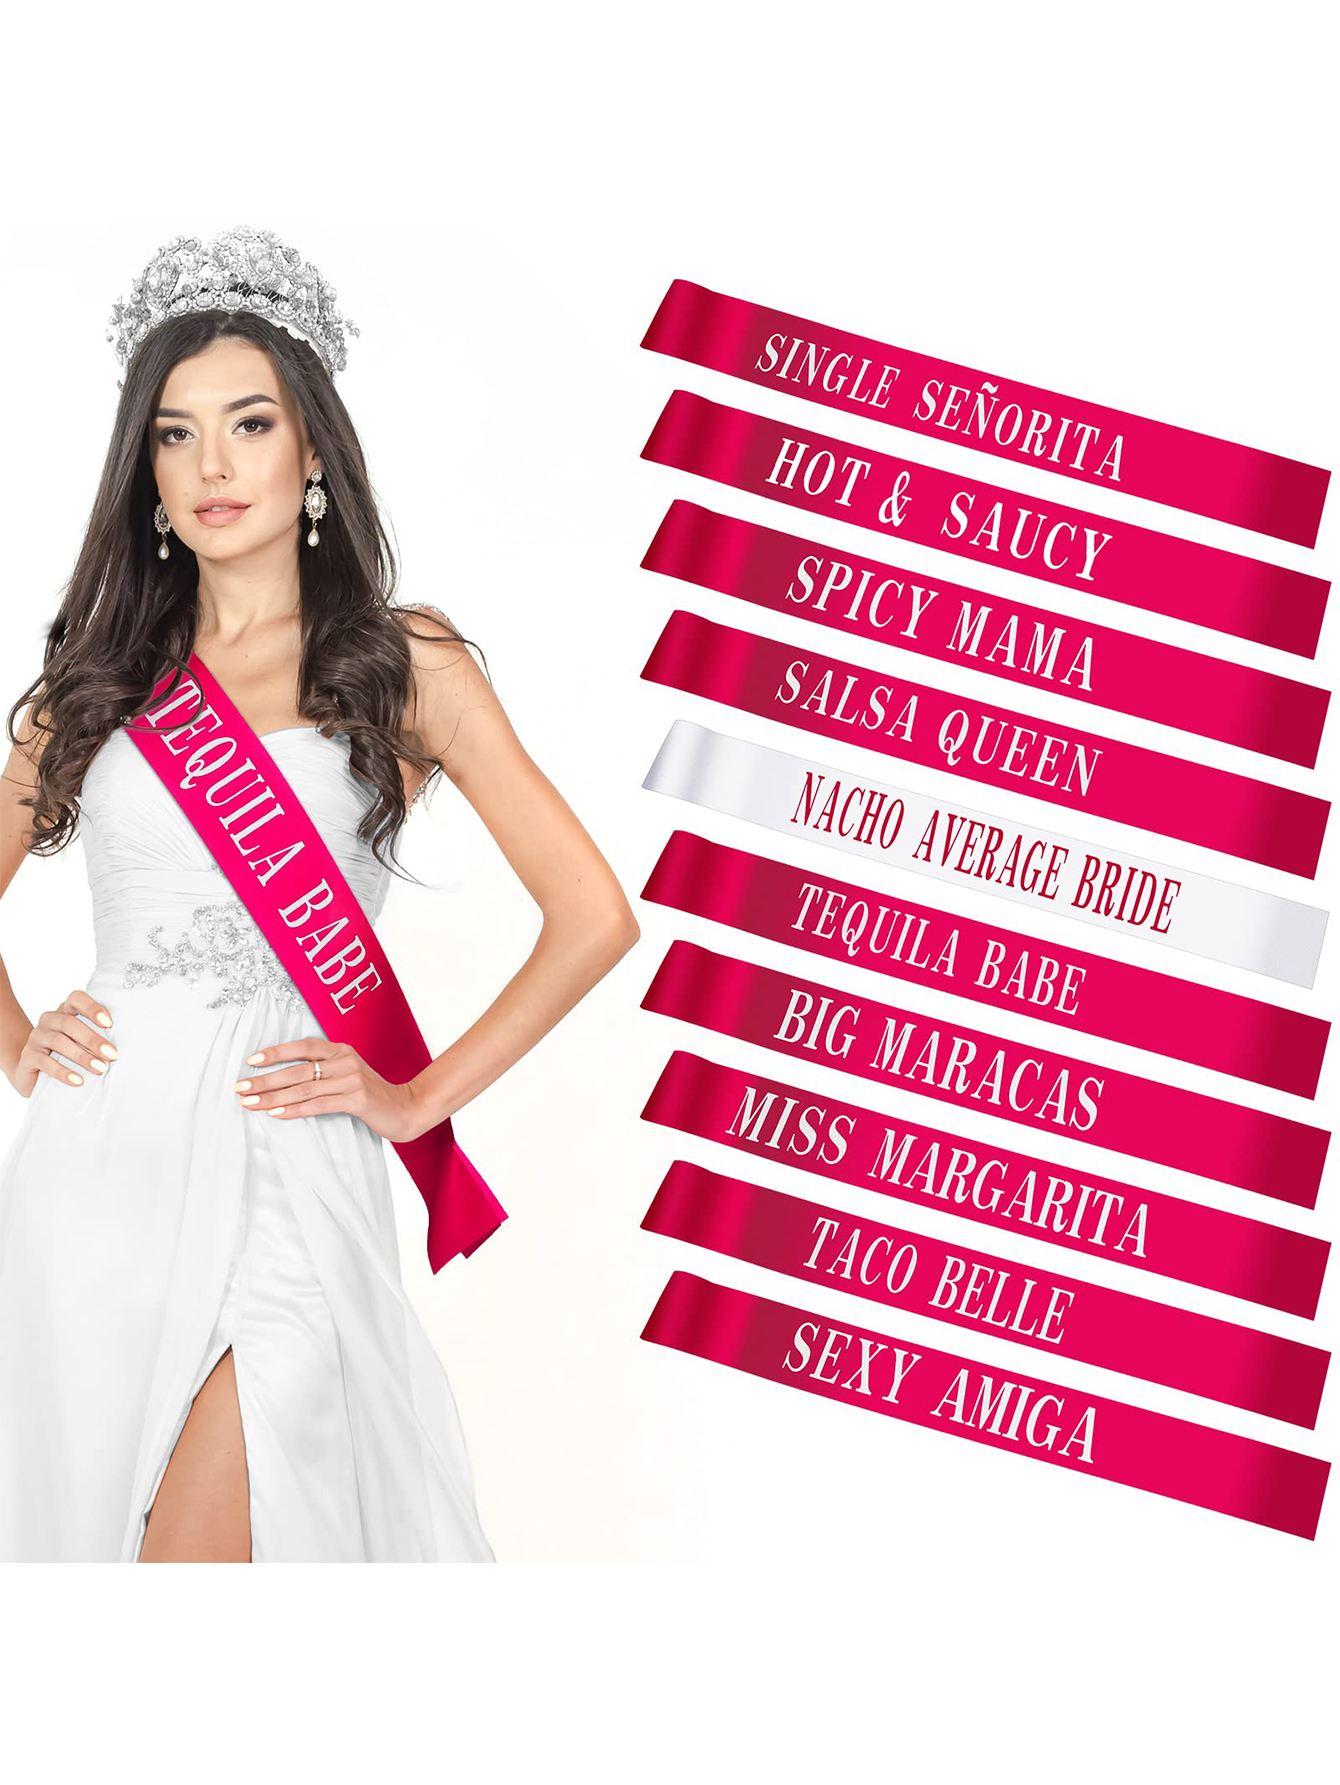 TEQUILA BABE
SINGLE SEÑORITA
HOT & SAUCY
SPICY MAMA
SALSA QUEEN
NACHO AVERAGE BRIDE
TEQUILA BABE
BIG MARACAS
MISS MARGARITA
TACO BELLE
SEXY AMIGA